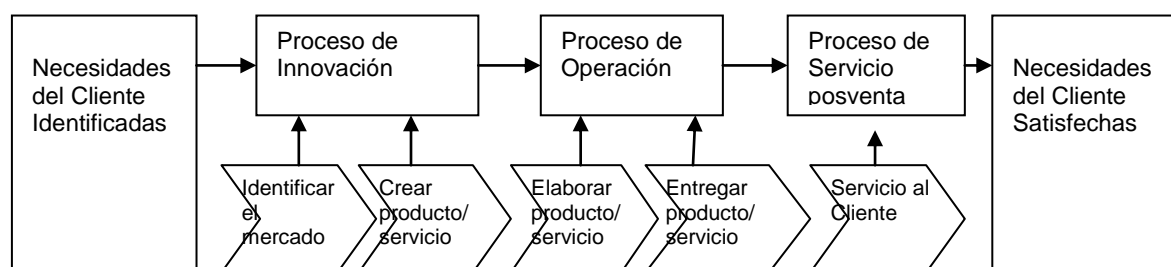 Necesidades
del Cliente
Identificadas
Proceso de
Innovación
Proceso de
Operación
Proceso de
Servicio
posventa
Necesidades
del Cliente
Satisfechas
Identificar
el
mercado
Crear
producto/
servicio
Elaborar
producto/
servicio
Entregar
producto/
servicio
Servicio al
Cliente